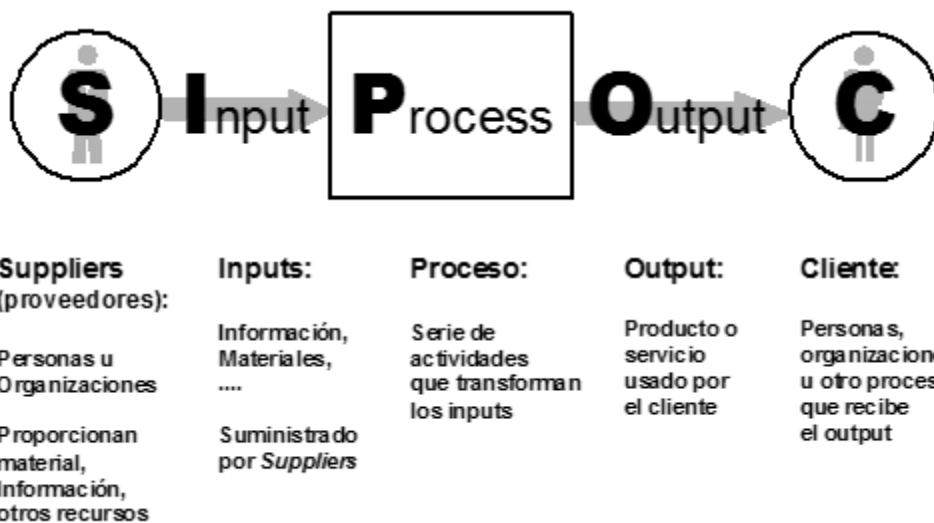 S Input Process Output C
Suppliers
(proveedores):
Personas u
Organizaciones
Proporcionan
material,
Información,
otros recursos
Inputs:
Información,
Materiales,
....
Suministrado
por Suppliers
Proceso:
Serie de
actividades
que transforman
los inputs
Output:
Producto o
servicio
usado por
el cliente
Cliente:
Personas,
u otro
que recibe
el output